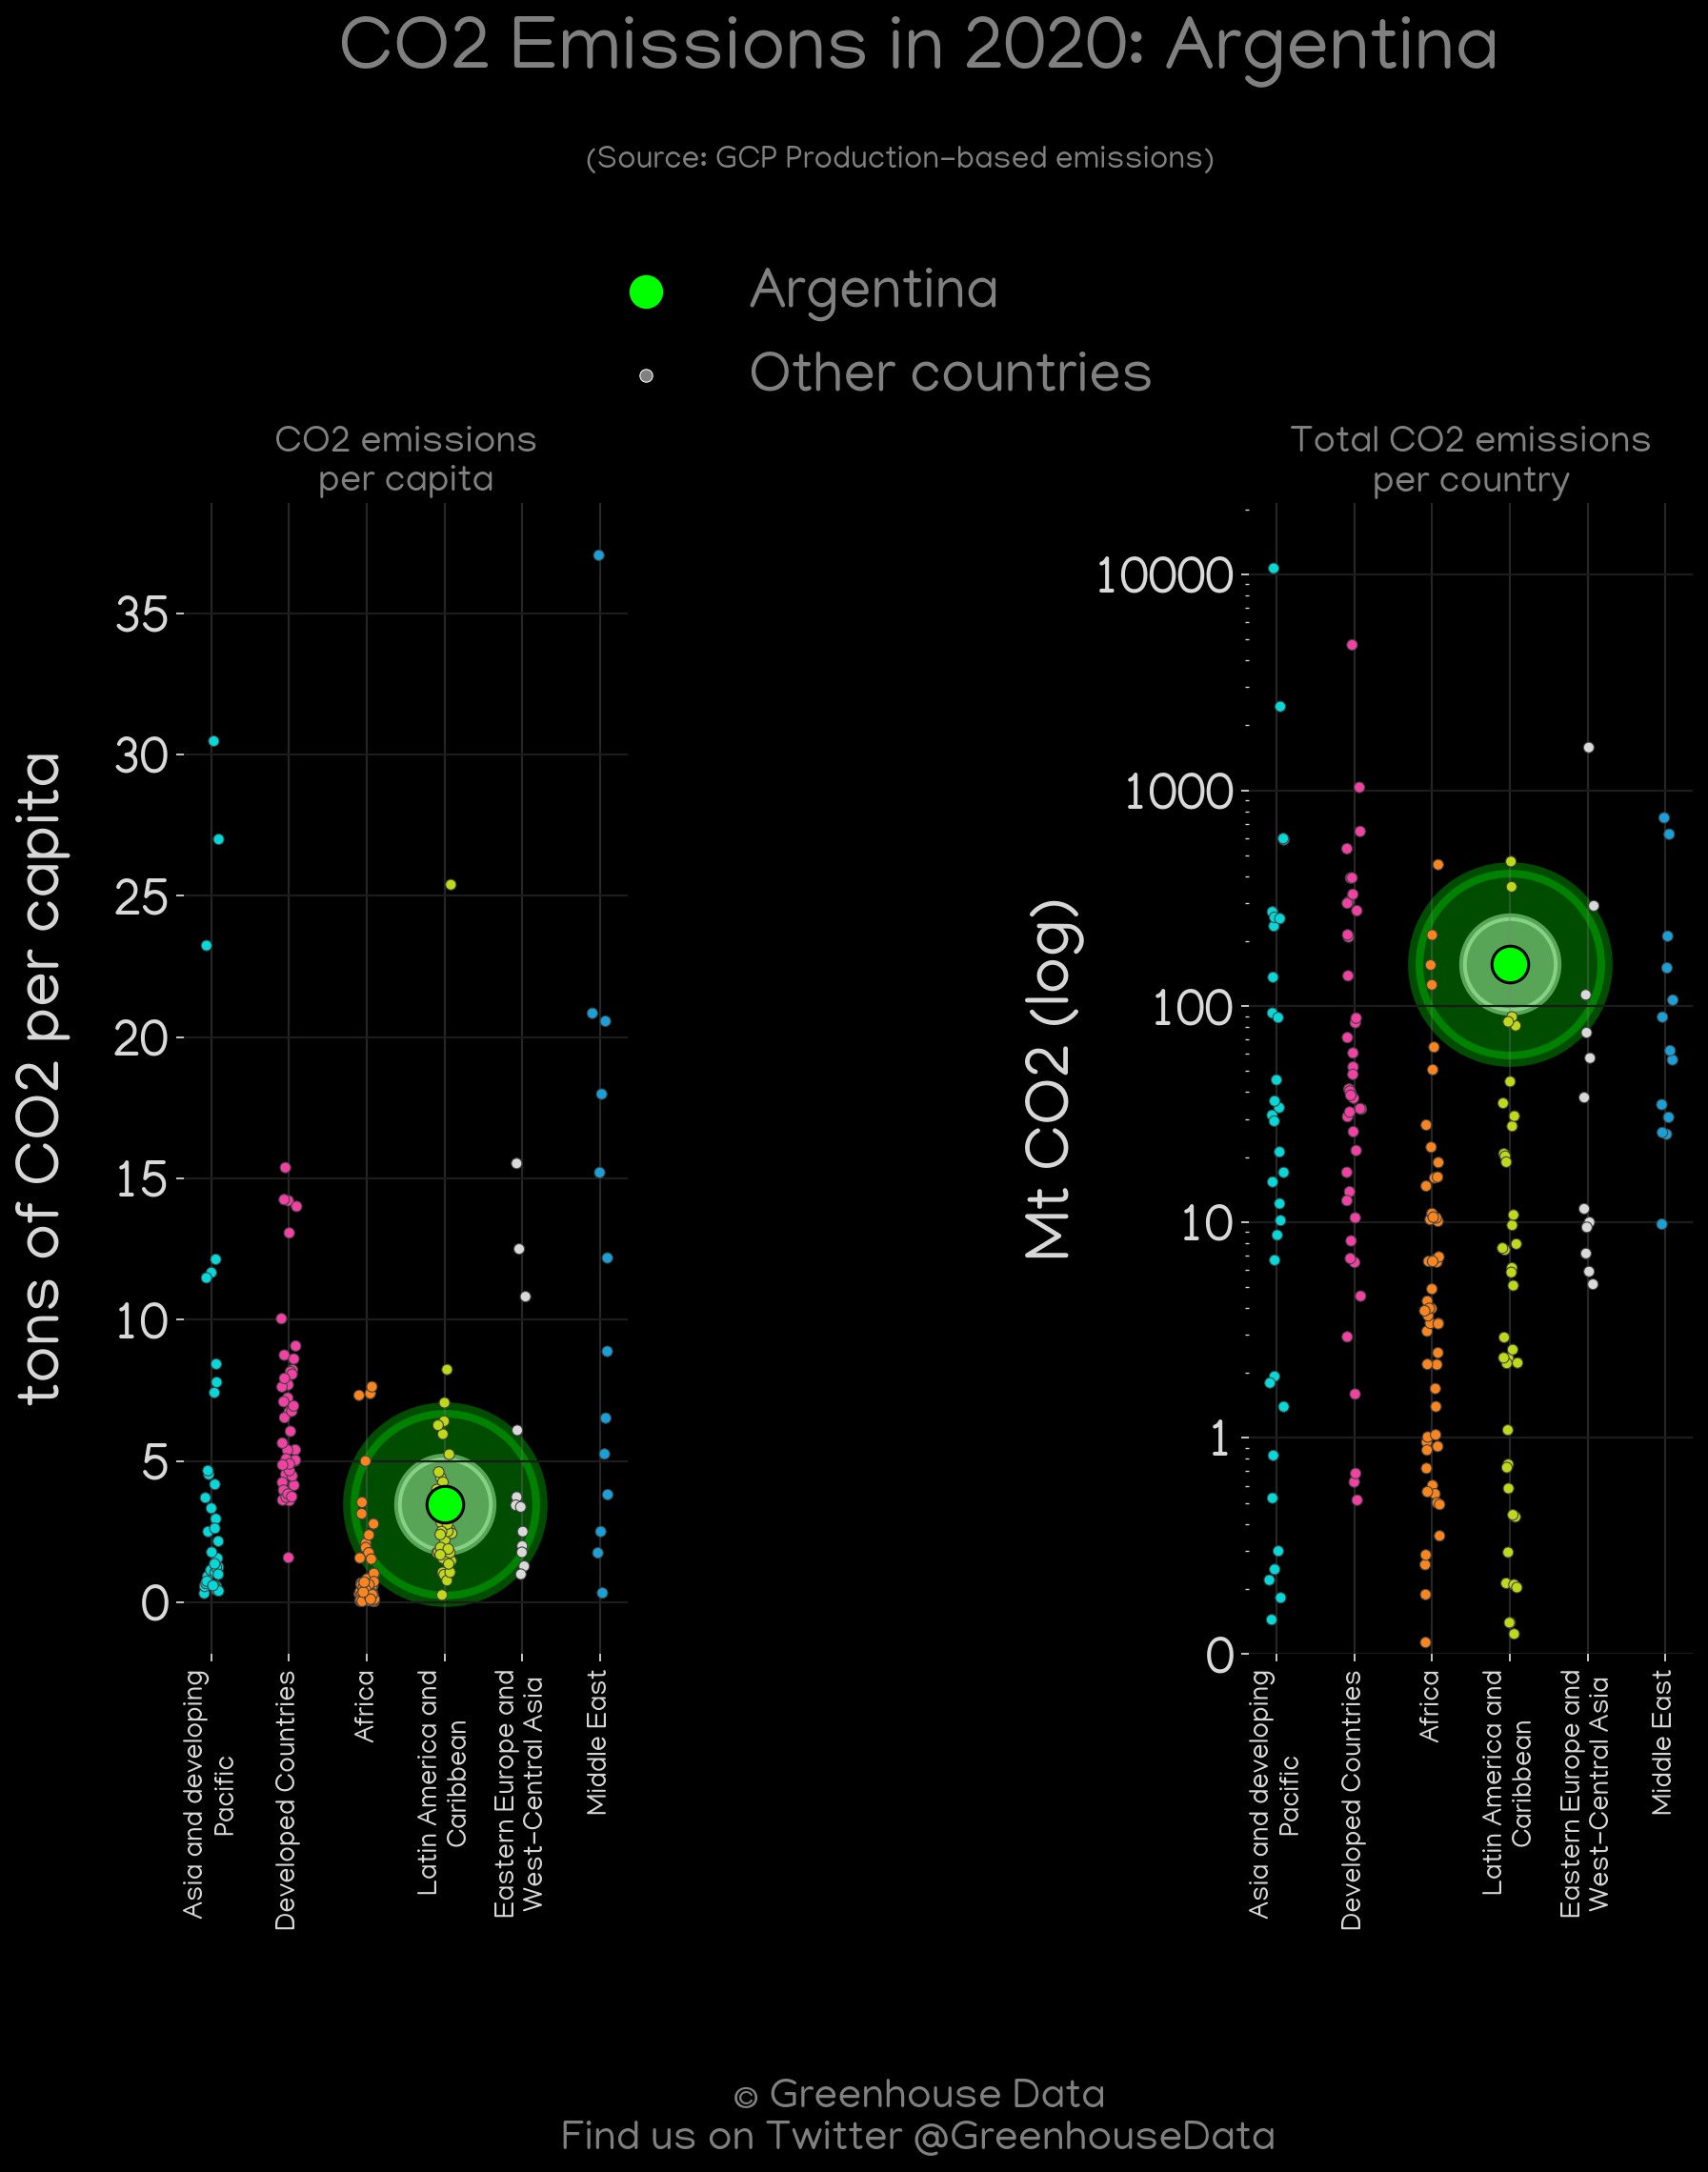 CO2 Emissions in 2020: Argentina
(Source: GCP Production-based emissions)
Argentina
Other countries
CO2 emissions
per capita
tons of CO2 per capita
35
30
25
20
15
10
5
0
Asia and developing
Pacific
Developed Countries
Africa
Latin America and
Caribbean
Eastern Europe and
West-Central Asia
Middle East
Total CO2 emissions
per country
Mt CO2 (log)
10000
1000
100
10
1
0
Asia and developing
Pacific
Developed Countries
Africa
Latin America and
Caribbean
Eastern Europe and
West-Central Asia
Middle East
© Greenhouse Data
Find us on Twitter @GreenhouseData